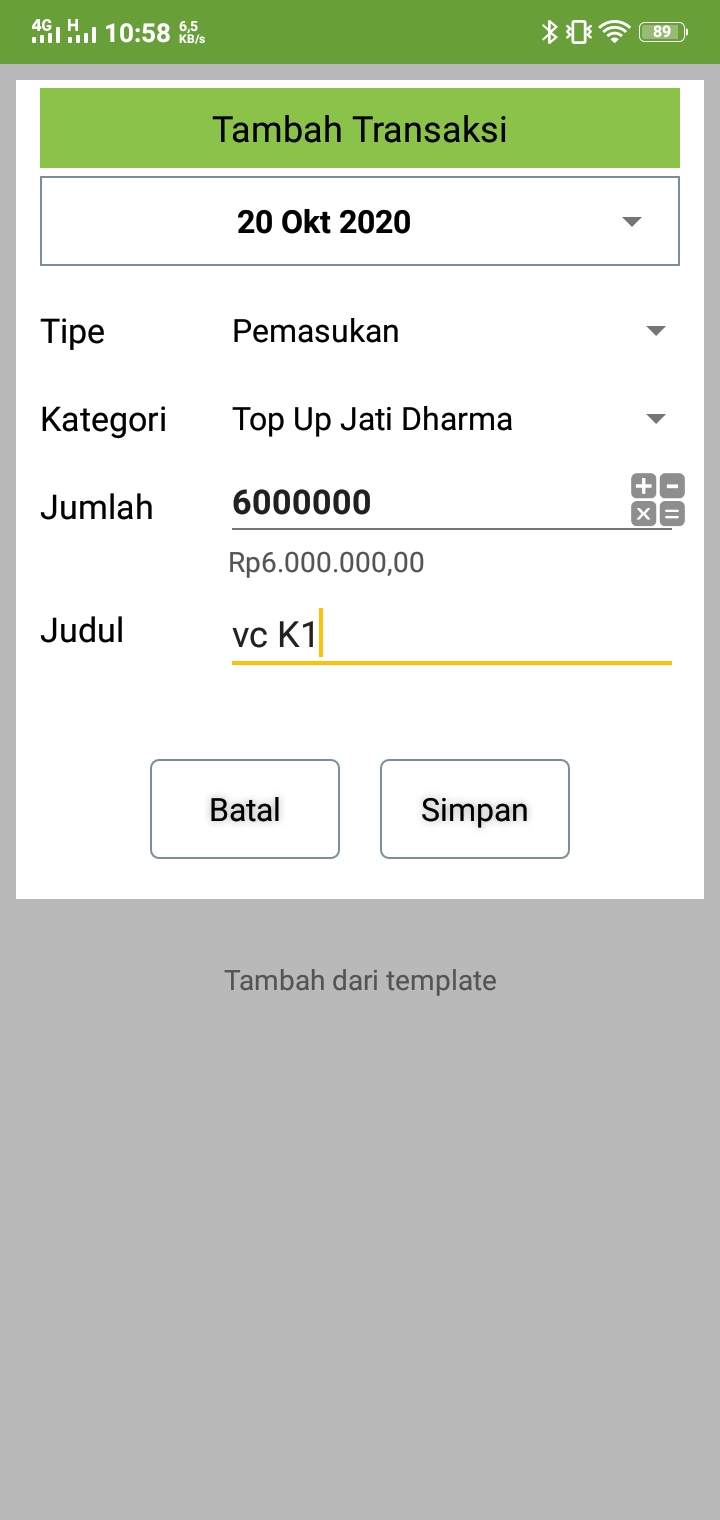 4G H 10:58 6,5 KB/s 89
Tambah Transaksi
20 Okt 2020
Tipe Pemasukan
Kategori Top Up Jati Dharma
Jumlah 6000000
Rp6.000.000,00
Judul vc K1
Batal Simpan
Tambah dari template